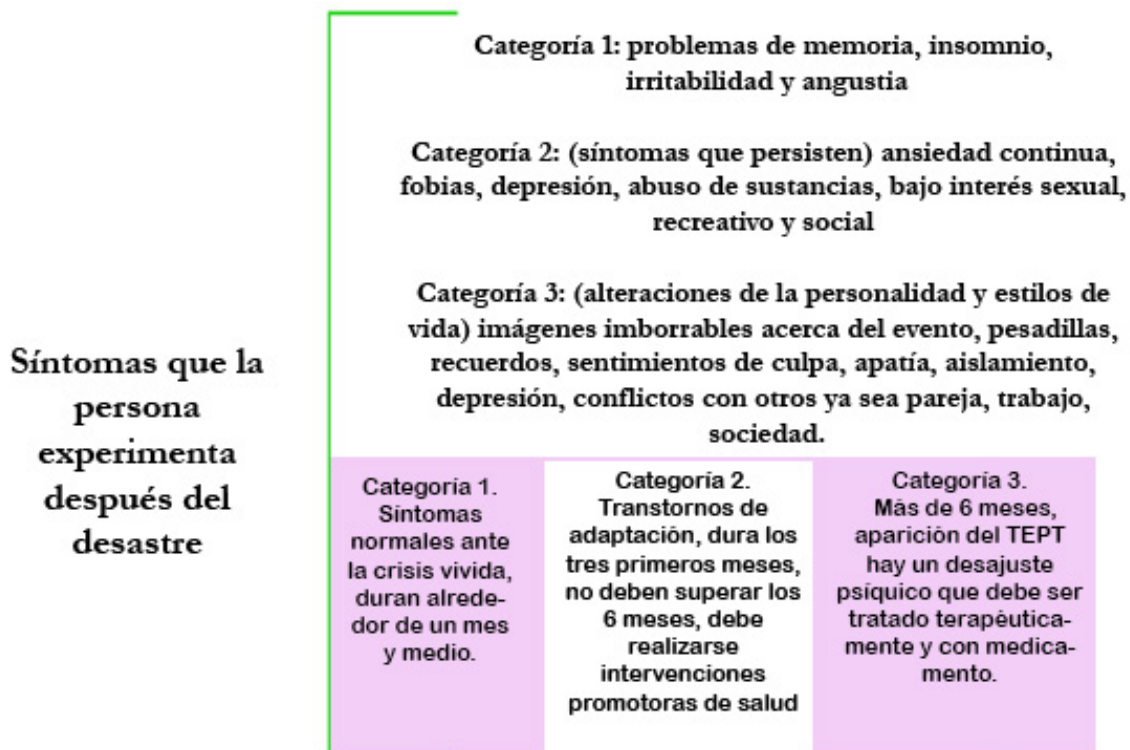 Categoría 1: problemas de memoria, insomnio,
irritabilidad y angustia
Categoría 2: (síntomas que persisten) ansiedad continua,
fobias, depresión, abuso de sustancias, bajo interés sexual,
recreativo y social
Categoría 3: (alteraciones de la personalidad y estilos de
vida) imágenes imborrables acerca del evento, pesadillas,
recuerdos, sentimientos de culpa, apatía, aislamiento,
depresión, conflictos con otros ya sea pareja, trabajo,
sociedad.
Síntomas que la
persona
experimenta
después del
desastre
Categoría 1.
Síntomas
normales ante
la crisis vivida,
duran alrede-
dor de un mes
y medio.
Categoría 2.
Transtornos de
adaptación, dura los
tres primeros meses,
no deben superar los
6 meses, debe
realizarse
intervenciones
promotoras de salud
Categoría 3.
Más de 6 meses,
aparición del TEPT
hay un desajuste
psíquico que debe ser
tratado terapéutica-
mente y con medica-
mento.